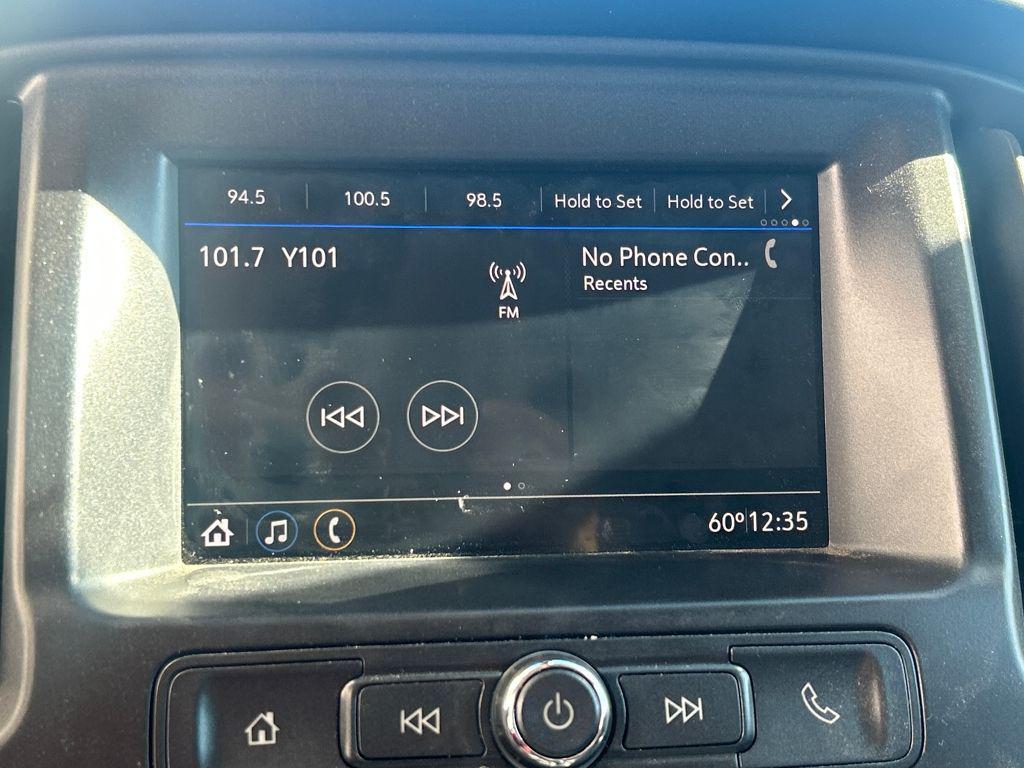 94.5 100.5 98.5 Hold to Set Hold to Set
101.7 Y101
No Phone Con..
Recents
FM
60º 12:35